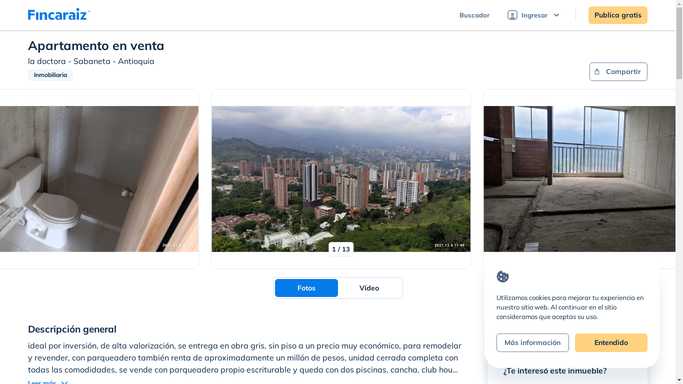 Fincaraiz
Buscador
Ingresar
Publica gratis
Apartamento en venta
la doctora - Sabaneta - Antioquia
Inmobiliaria
Compartir
1 / 13
Fotos
Video
Descripción general
ideal por inversión, de alta valorización, se entrega en obra gris, sin piso a un precio muy económico, para remodelar
y revender, con parqueadero también renta de aproximadamente un millón de pesos, unidad cerrada completa con
todas las comodidades, se vende con parqueadero propio escriturable y queda con dos piscinas, cancha, club hou...
Leer más
Utilizamos cookies para mejorar tu experiencia en
nuestro sitio web. Al continuar en el sitio
consideramos que aceptas su uso.
Más información
Entendido
¿Te interesó este inmueble?